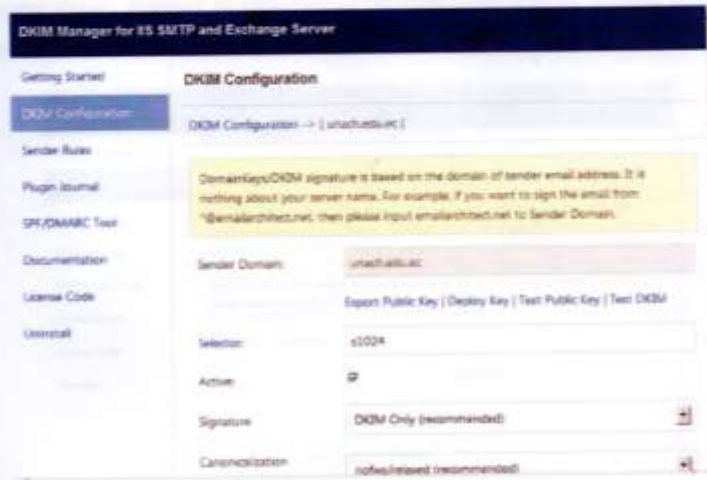 DKIM Manager for IIS SMTP and Exchange Server
Getting Started
DKIM Configuration
Sender Rules
Plugin Journal
SPF/DMARC Tool
Documentation
License Code
Uninstall
DKIM Configuration
DKIM Configuration --> [ unach.edu.ec ]
DomainKeys/DKIM signature is based on the domain of sender email address. It is
nothing about your server name. For example, if you want to sign the email from
*@emailarchitect.net, then please input emailarchitect.net to Sender Domain.
Sender Domain:
unach.edu.ec
Export Public Key | Deploy Key | Test Public Key | Test DKIM
Selector:
s1024
Active:
Signature
DKIM Only (recommended)
Canonicalization
/relaxed (recommended)